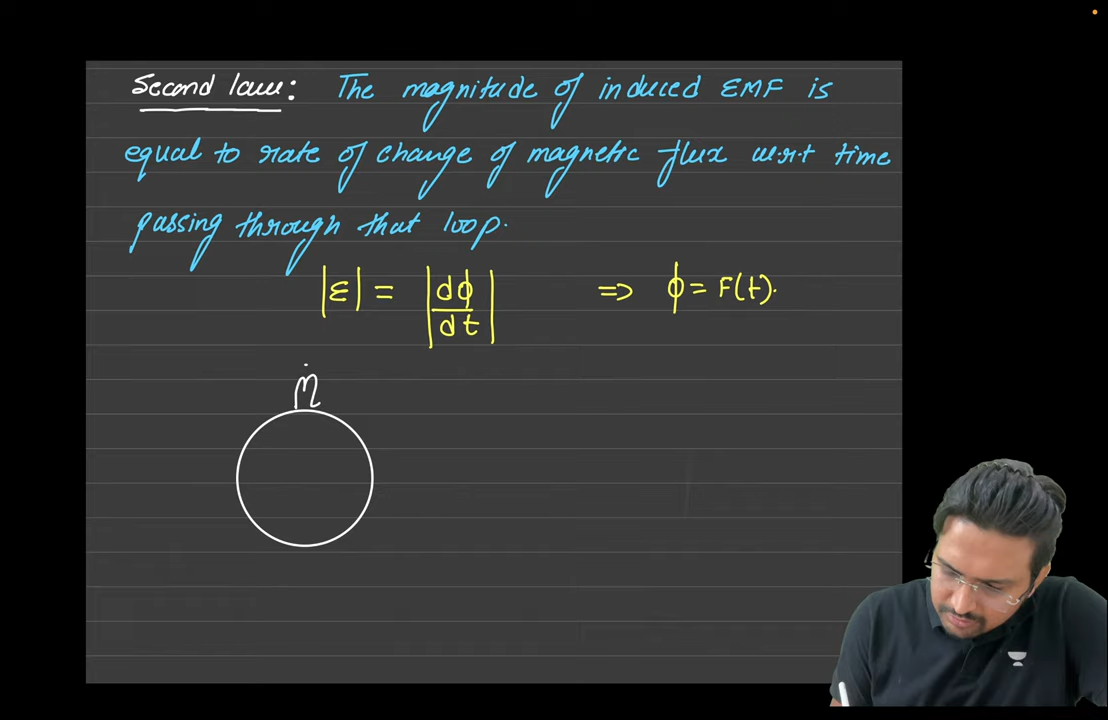 Second law: The magnitude of induced EMF is
equal to rate of change of magnetic flux w.r.t time
passing through that loop.
|ε| = |dϕ/dt| ⇒ ϕ = F(t).